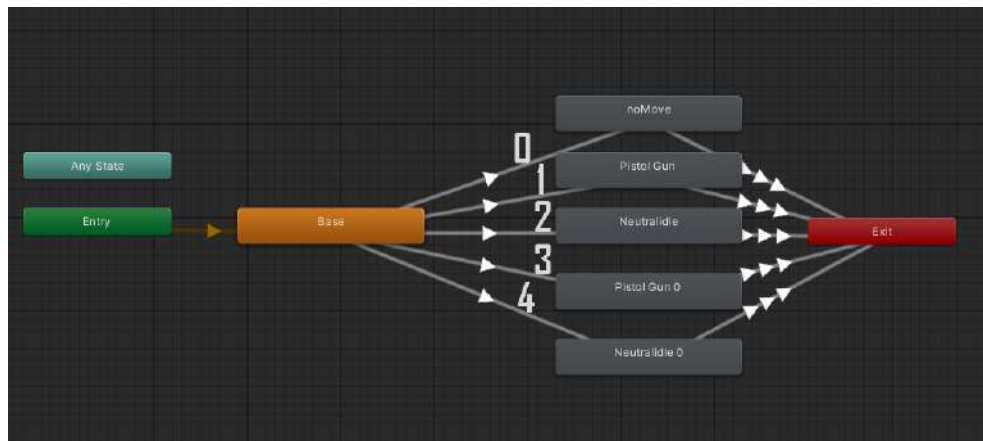 noMove
0
Any State
Pistol Gun
1
Entry
Base
2
Neutralidle
Exit
3
Pistol Gun 0
4
Neutralidle 0